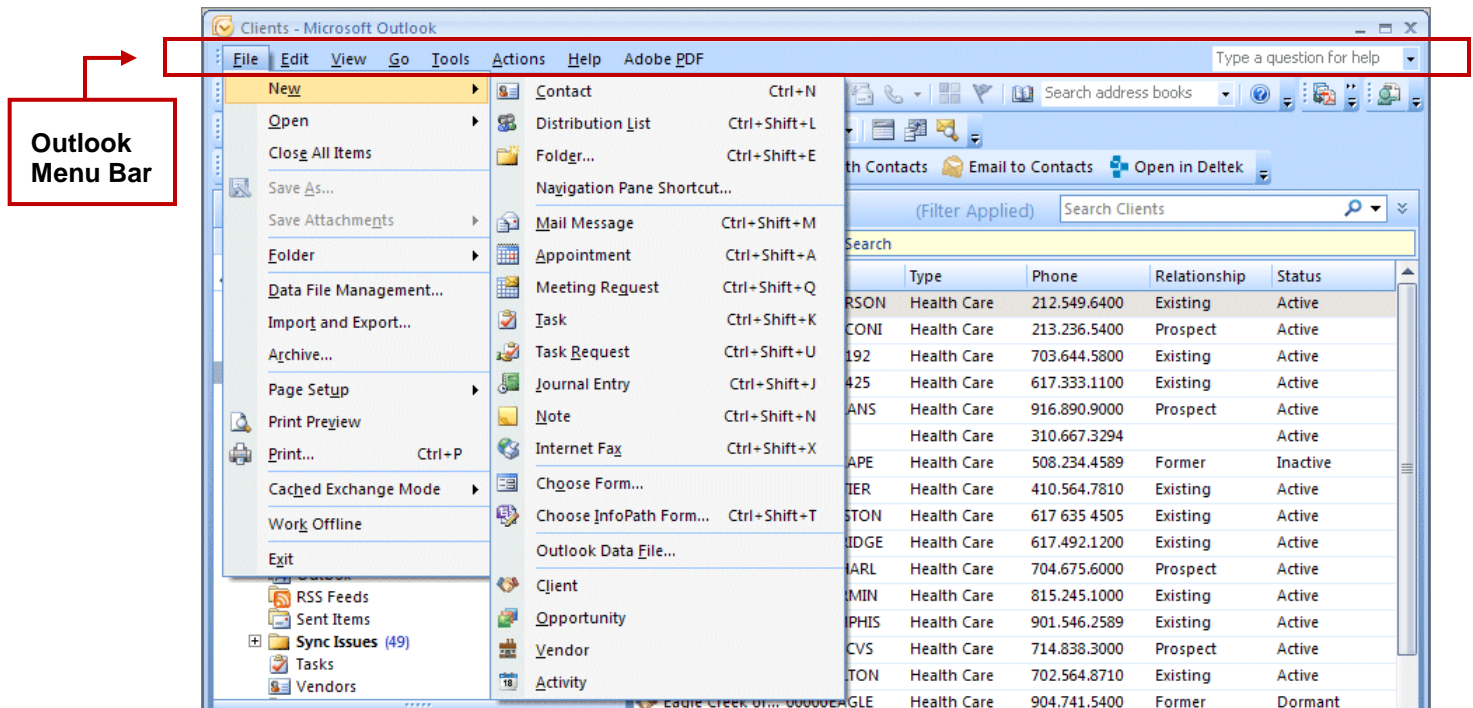 Clients - Microsoft Outlook
File Edit View Go Tools Actions Help Adobe PDF Type a question for help
Outlook
Menu Bar
New
Open
Close All Items
Save As...
Save Attachments
Folder
Data File Management...
Import and Export...
Archive...
Page Setup
Print Preview
Print... Ctrl+P
Cached Exchange Mode
Work Offline
Exit
RSS Feeds
Sent Items
Sync Issues (49)
Tasks
Vendors
Contact Ctrl+N
Distribution List Ctrl+Shift+L
Folder... Ctrl+Shift+E
Navigation Pane Shortcut...
Mail Message Ctrl+Shift+M
Appointment Ctrl+Shift+A
Meeting Request Ctrl+Shift+Q
Task Ctrl+Shift+K
Task Request Ctrl+Shift+U
Journal Entry Ctrl+Shift+J
Note Ctrl+Shift+N
Internet Fax Ctrl+Shift+X
Choose Form...
Choose InfoPath Form... Ctrl+Shift+T
Outlook Data File...
Client
Opportunity
Vendor
Activity
18
Search address books
th Contacts Email to Contacts Open in Deltek
(Filter Applied) Search Clients
Search
Type Phone Relationship Status
RSON Health Care 212.549.6400 Existing Active
CONI Health Care 213.236.5400 Prospect Active
192 Health Care 703.644.5800 Existing Active
425 Health Care 617.333.1100 Existing Active
ANS Health Care 916.890.9000 Prospect Active
Health Care 310.667.3294 Active
APE Health Care 508.234.4589 Former Inactive
TIER Health Care 410.564.7810 Existing Active
STON Health Care 617 635 4505 Existing Active
IDGE Health Care 617.492.1200 Existing Active
HARL Health Care 704.675.6000 Prospect Active
RMIN Health Care 815.245.1000 Existing Active
PHIS Health Care 901.546.2589 Existing Active
CVS Health Care 714.838.3000 Prospect Active
TON Health Care 702.564.8710 Existing Active
Eagle Creek of... 00000EAGLE Health Care 904.741.5400 Former Dormant